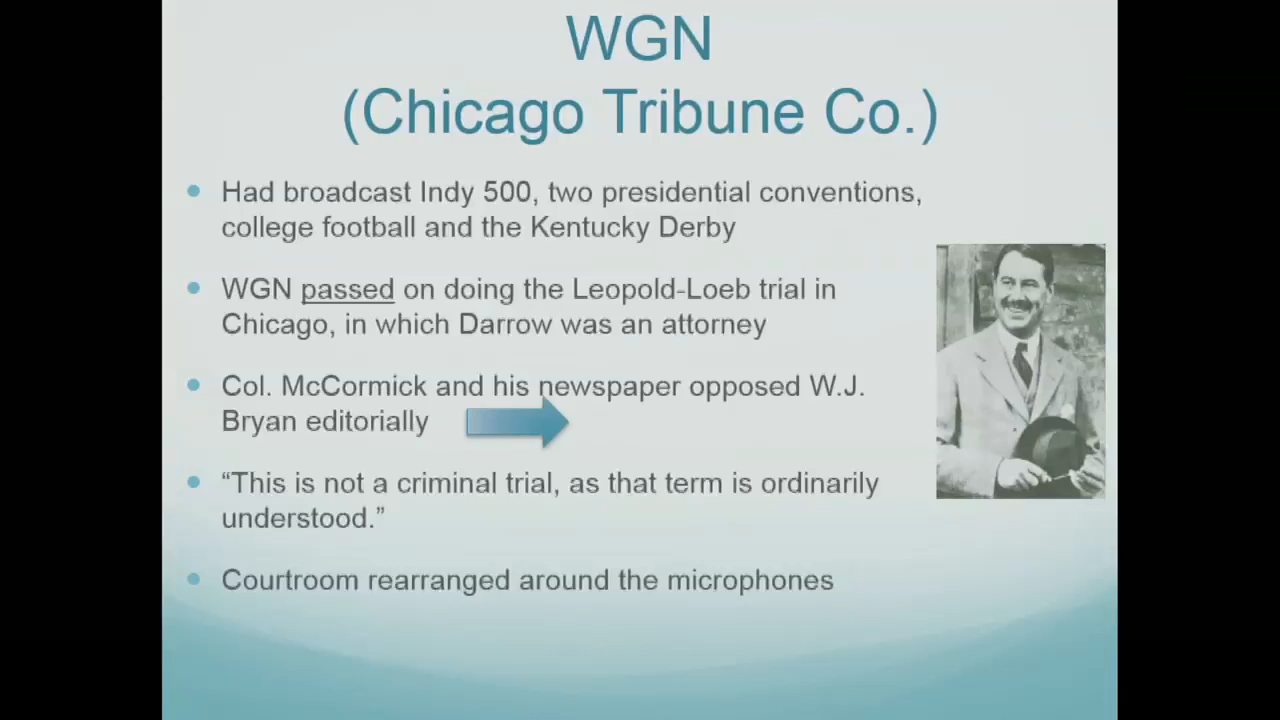 WGN
(Chicago Tribune Co.)
Had broadcast Indy 500, two presidential conventions,
college football and the Kentucky Derby
WGN passed on doing the Leopold-Loeb trial in
Chicago, in which Darrow was an attorney
Col. McCormick and his newspaper opposed W.J.
Bryan editorially
“This is not a criminal trial, as that term is ordinarily
understood.”
Courtroom rearranged around the microphones